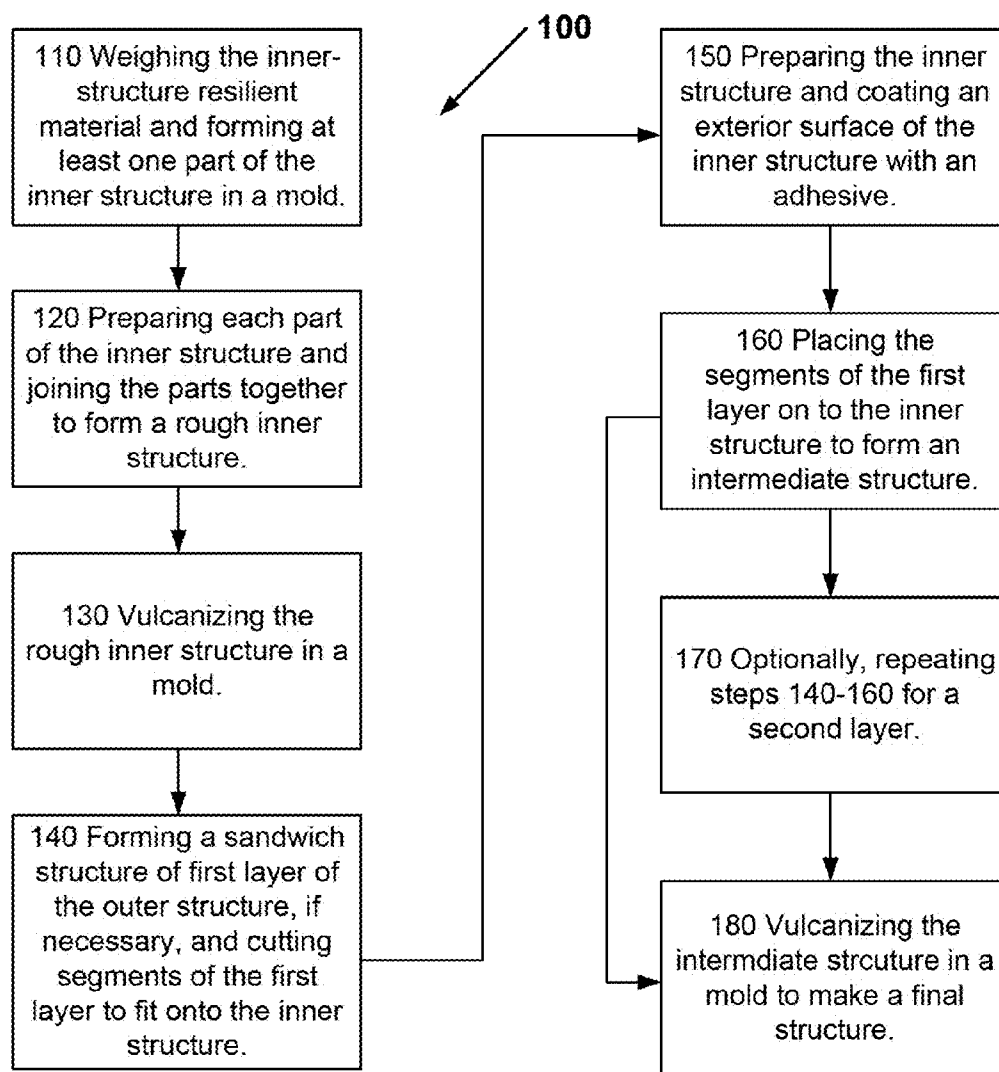 100
110 Weighing the inner-
structure resilient
material and forming at
least one part of the
inner structure in a mold.
120 Preparing each part
of the inner structure and
joining the parts together
to form a rough inner
structure.
130 Vulcanizing the
rough inner structure in a
mold.
140 Forming a sandwich
structure of first layer of
the outer structure, if
necessary, and cutting
segments of the first
layer to fit onto the inner
structure.
150 Preparing the inner
structure and coating an
exterior surface of the
inner structure with an
adhesive.
160 Placing the
segments of the first
layer on to the inner
structure to form an
intermediate structure.
170 Optionally, repeating
steps 140-160 for a
second layer.
180 Vulcanizing the
intermdiate strcuture in a
mold to make a final
structure.